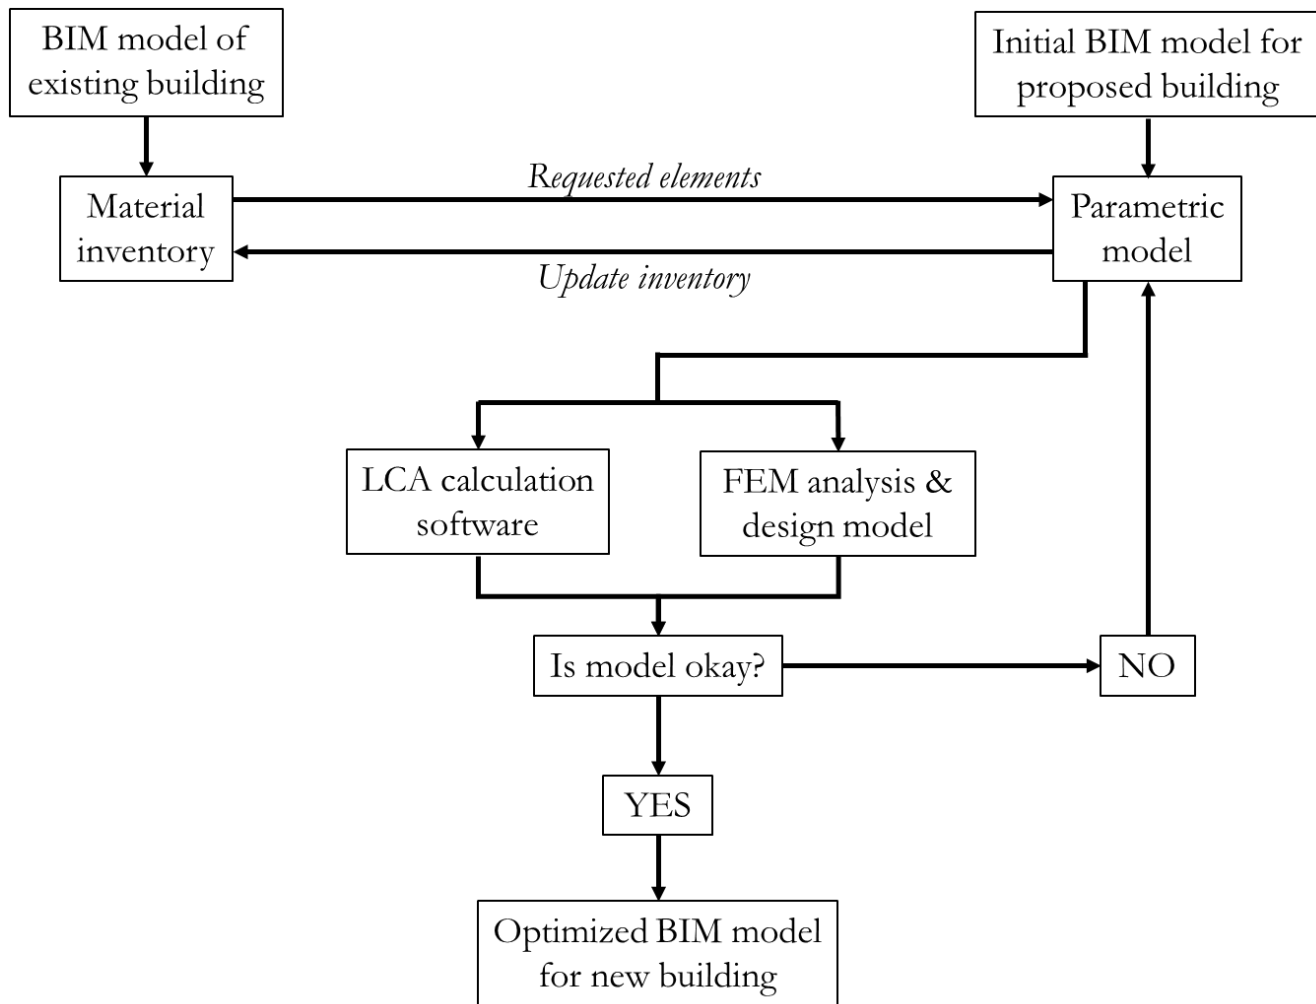 BIM model of
existing building
Initial BIM model for
proposed building
Requested elements
Material
inventory
Parametric
model
Update inventory
LCA calculation
software
FEM analysis &
design model
Is model okay?
NO
YES
Optimized BIM model
for new building